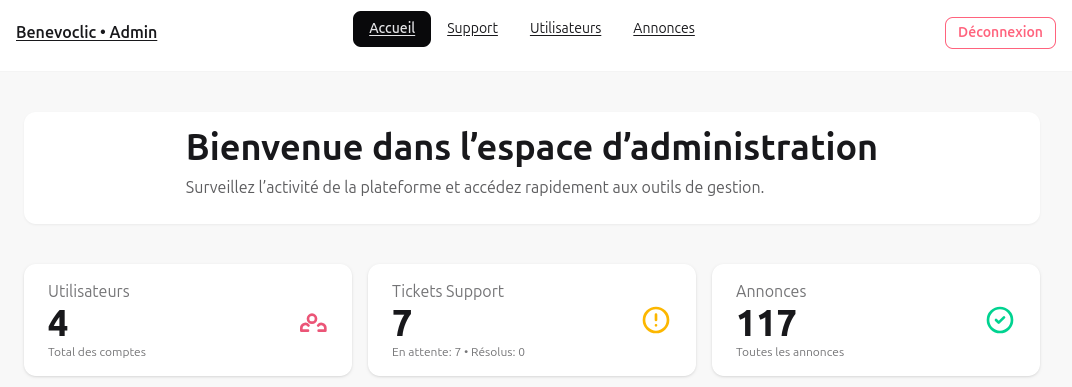 Benevoclic • Admin
Accueil
Support
Utilisateurs
Annonces
Déconnexion
Bienvenue dans l’espace d’administration
Surveillez l’activité de la plateforme et accédez rapidement aux outils de gestion.
Utilisateurs
4
Total des comptes
Tickets Support
7
En attente: 7 • Résolus: 0
Annonces
117
Toutes les annonces